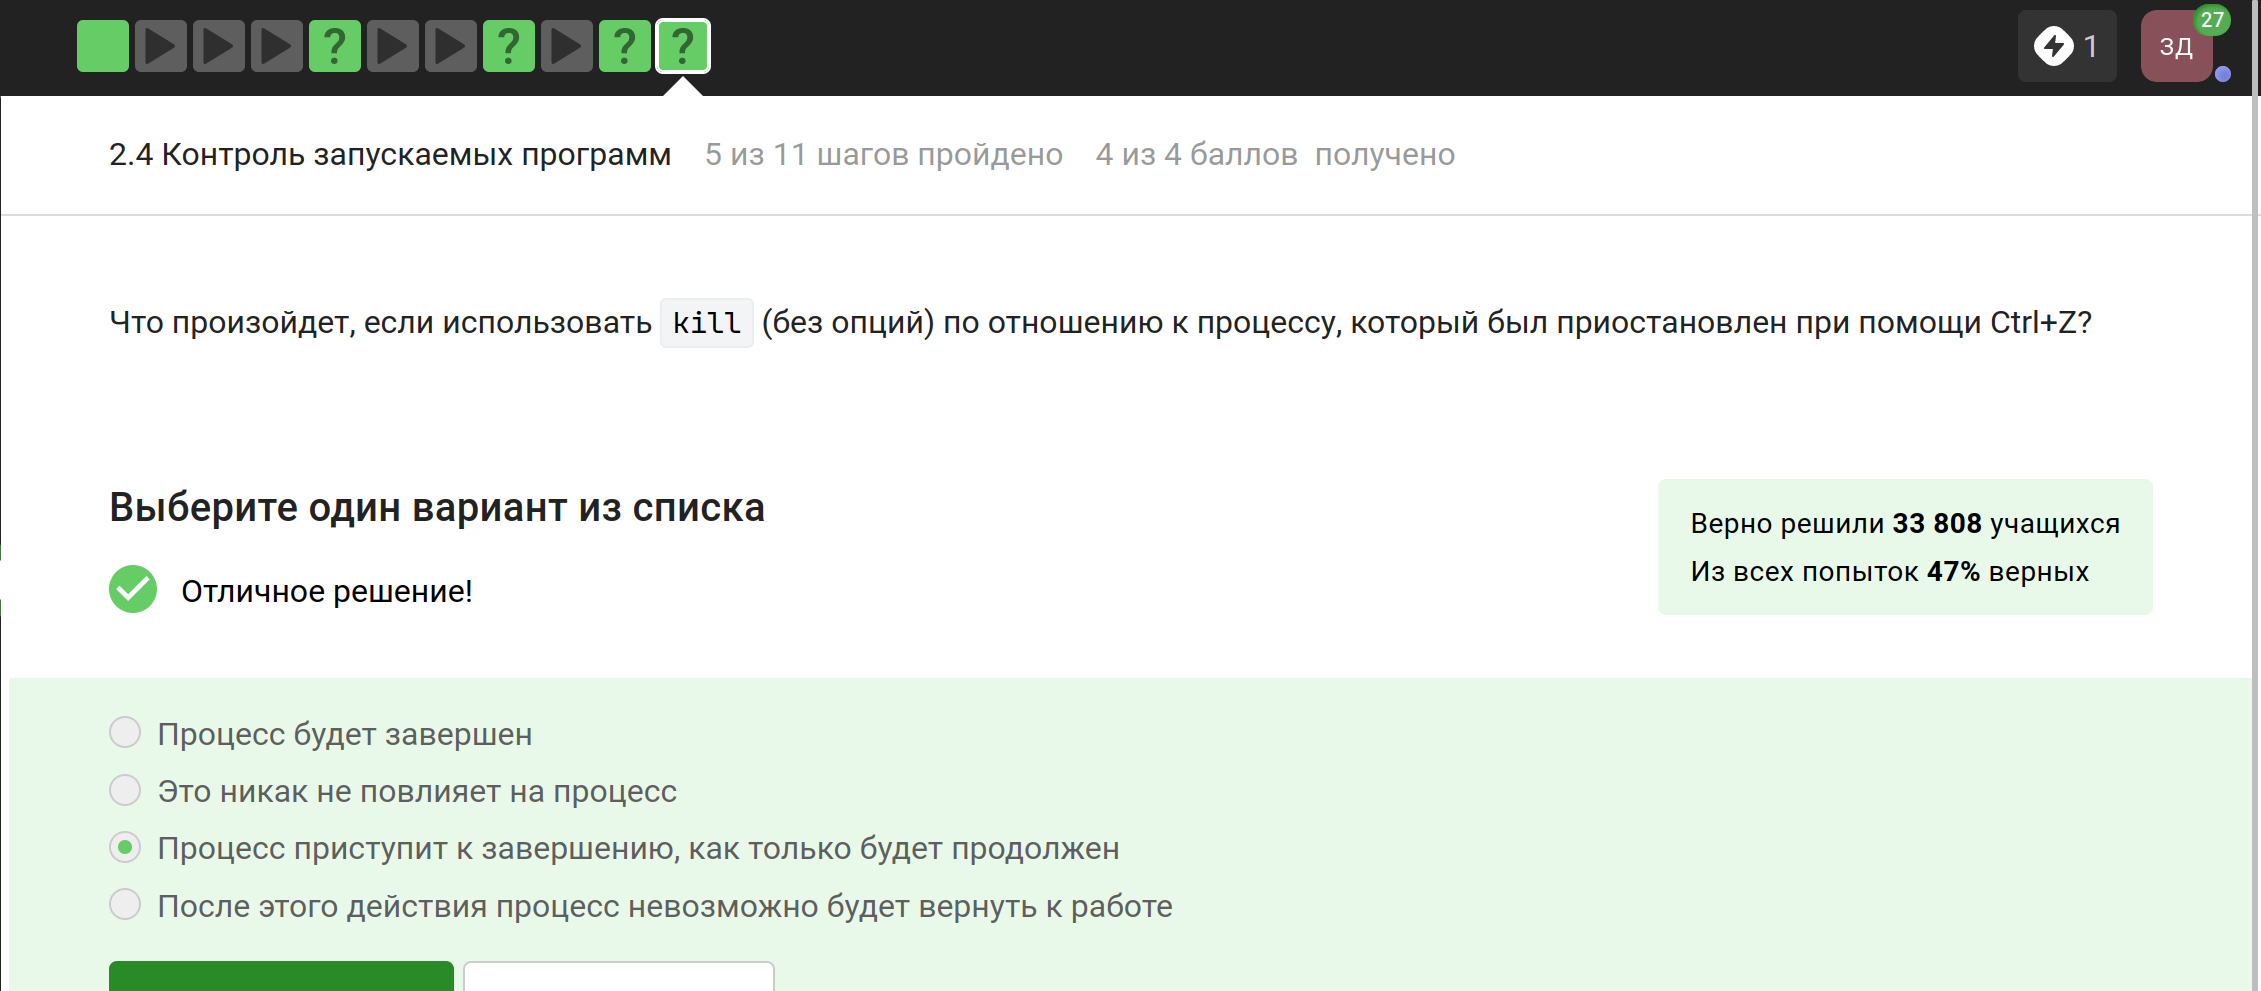 ? ? ? ? 1 ЗД 27
2.4 Контроль запускаемых программ 5 из 11 шагов пройдено 4 из 4 баллов получено
Что произойдет, если использовать kill (без опций) по отношению к процессу, который был приостановлен при помощи Ctrl+Z?
Выберите один вариант из списка
Отличное решение!
Верно решили 33 808 учащихся
Из всех попыток 47% верных
Процесс будет завершен
Это никак не повлияет на процесс
Процесс приступит к завершению, как только будет продолжен
После этого действия процесс невозможно будет вернуть к работе